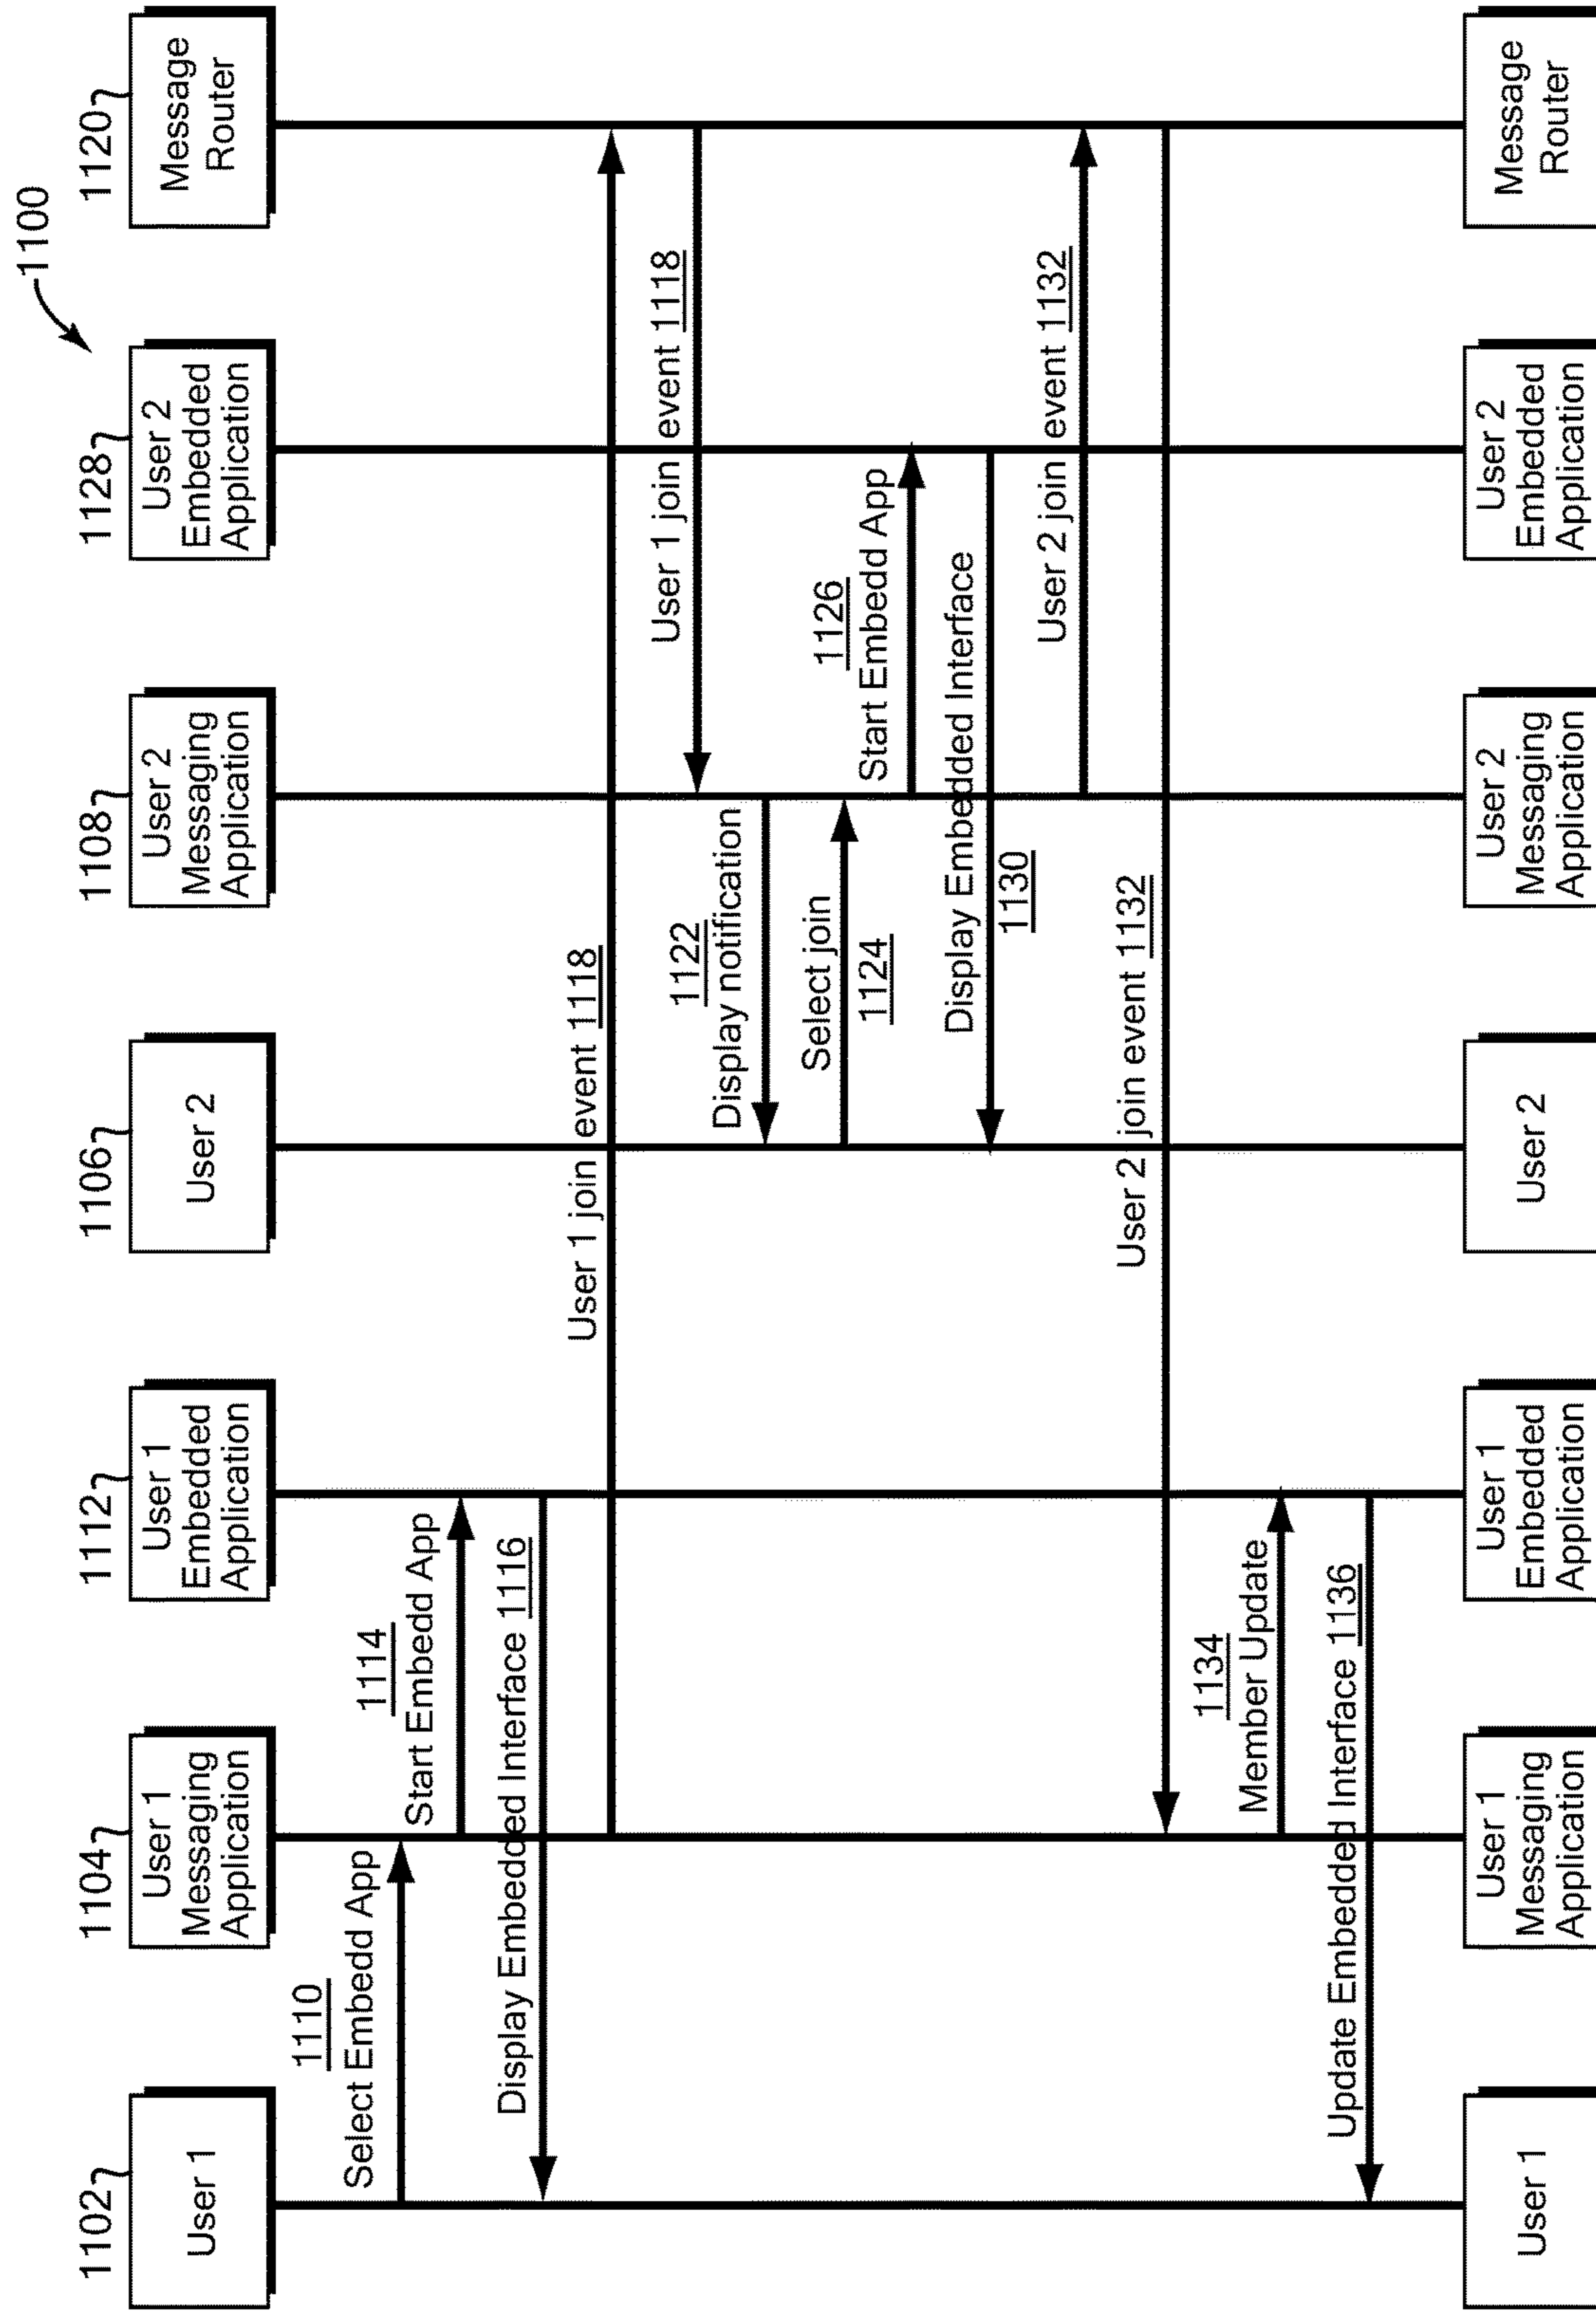 1100
1102
User 1
1104
User 1
Messaging
Application
1112
User 1
Embedded
Application
1106
User 2
1108
User 2
Messaging
Application
1128
User 2
Embedded
Application
1120
Message
Router
1110
Select Embedd App
1114
Start Embedd App
Display Embedded Interface 1116
User 1 join event 1118
User 1 join event 1118
1122
Display notification
Select join
1124
1126
Start Embedd App
Display Embedded Interface
1130
User 2 join event 1132
User 2 join event 1132
1134
Member Update
Update Embedded Interface 1136
User 1
User 1
Messaging
Application
User 1
Embedded
Application
User 2
User 2
Messaging
Application
User 2
Embedded
Application
Message
Router